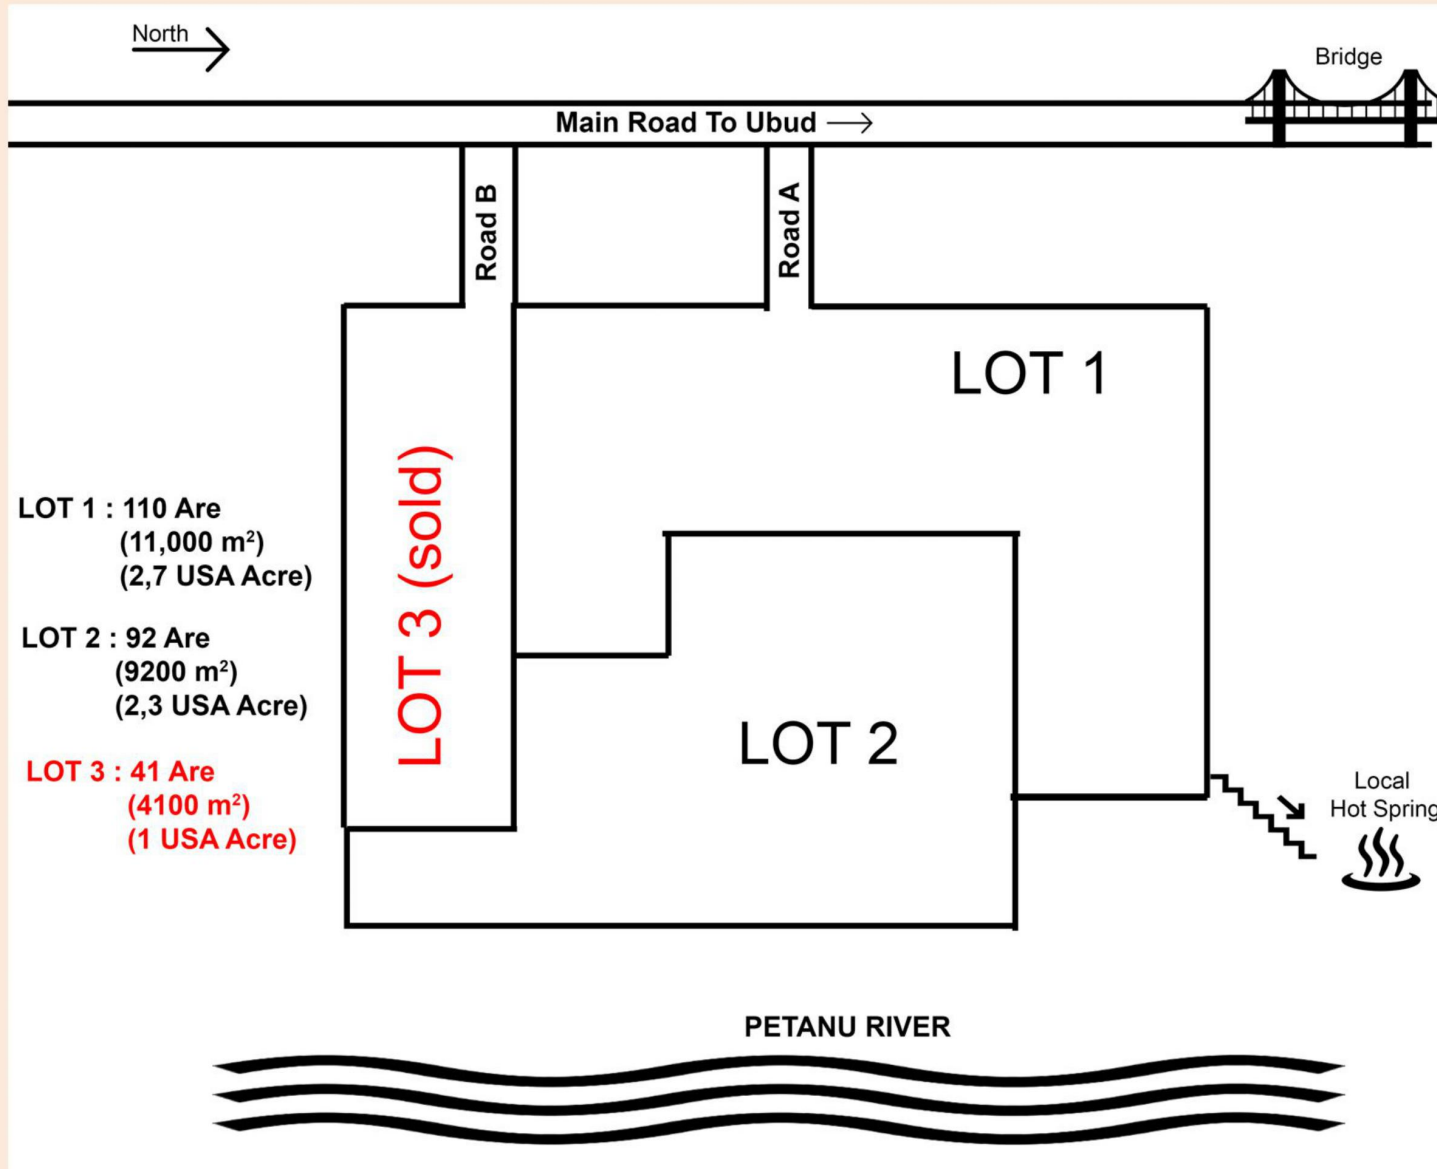 North
Bridge
Main Road To Ubud
Road B
Road A
LOT 1
LOT 3 (sold)
LOT 1 : 110 Are
(11,000 m²)
(2,7 USA Acre)
LOT 2 : 92 Are
(9200 m²)
(2,3 USA Acre)
LOT 2
LOT 3 : 41 Are
(4100 m²)
(1 USA Acre)
Local
Hot Spring
PETANU RIVER